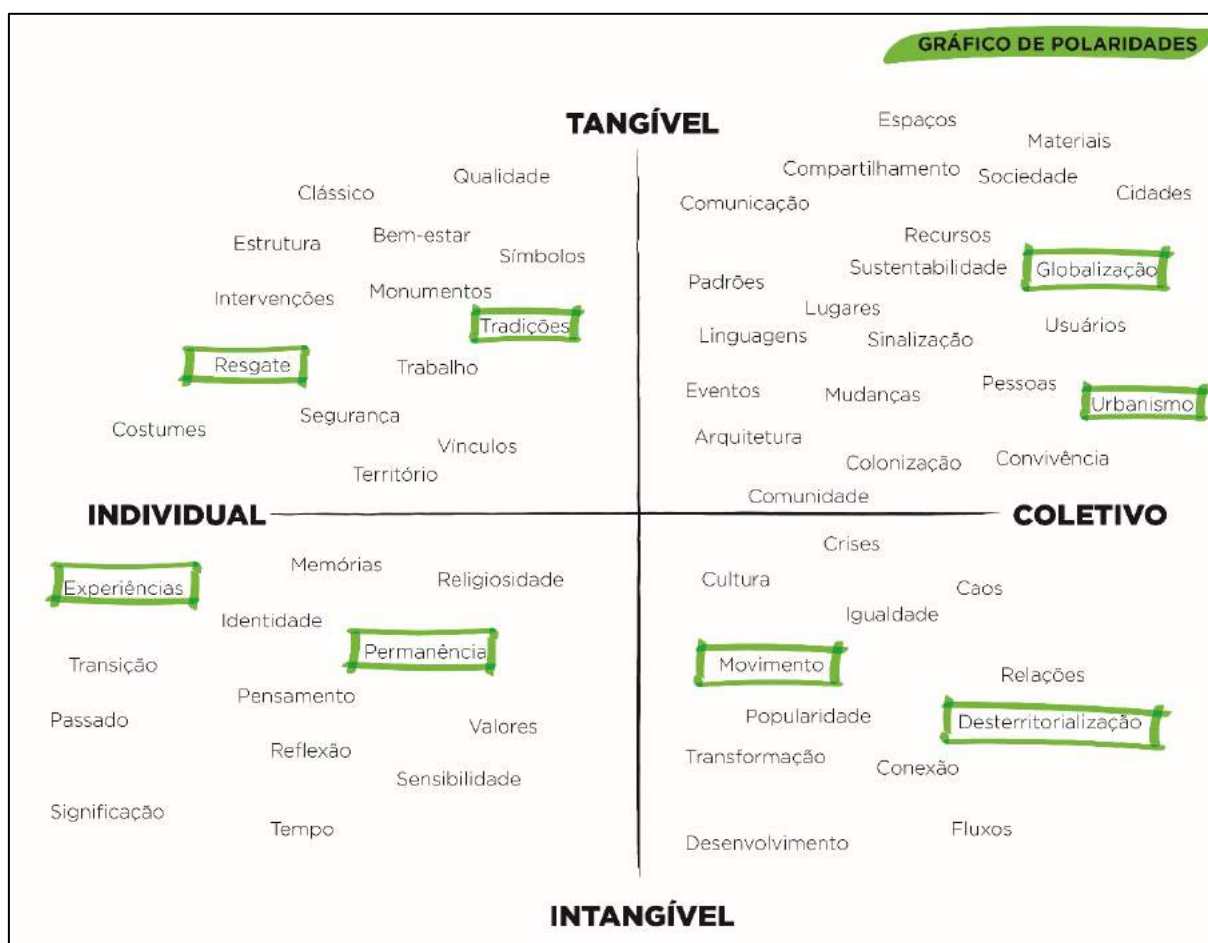 GRÁFICO DE POLARIDADES
TANGÍVEL
Clássico
Qualidade
Estrutura
Bem-estar
Símbolos
Intervenções
Monumentos
Tradições
Resgate
Trabalho
Segurança
Costumes
Vínculos
Território
Espaços
Materiais
Compartilhamento
Sociedade
Cidades
Comunicação
Recursos
Sustentabilidade
Globalização
Padrões
Lugares
Usuários
Linguagens
Sinalização
Pessoas
Eventos
Mudanças
Urbanismo
Arquitetura
Colonização
Convivência
Comunidade
INDIVIDUAL
COLETIVO
Memórias
Religiosidade
Experiências
Identidade
Permanência
Transição
Pensamento
Passado
Valores
Reflexão
Sensibilidade
Significação
Tempo
Crises
Cultura
Caos
Igualdade
Movimento
Relações
Popularidade
Desterritorialização
Transformação
Conexão
Fluxos
Desenvolvimento
INTANGÍVEL